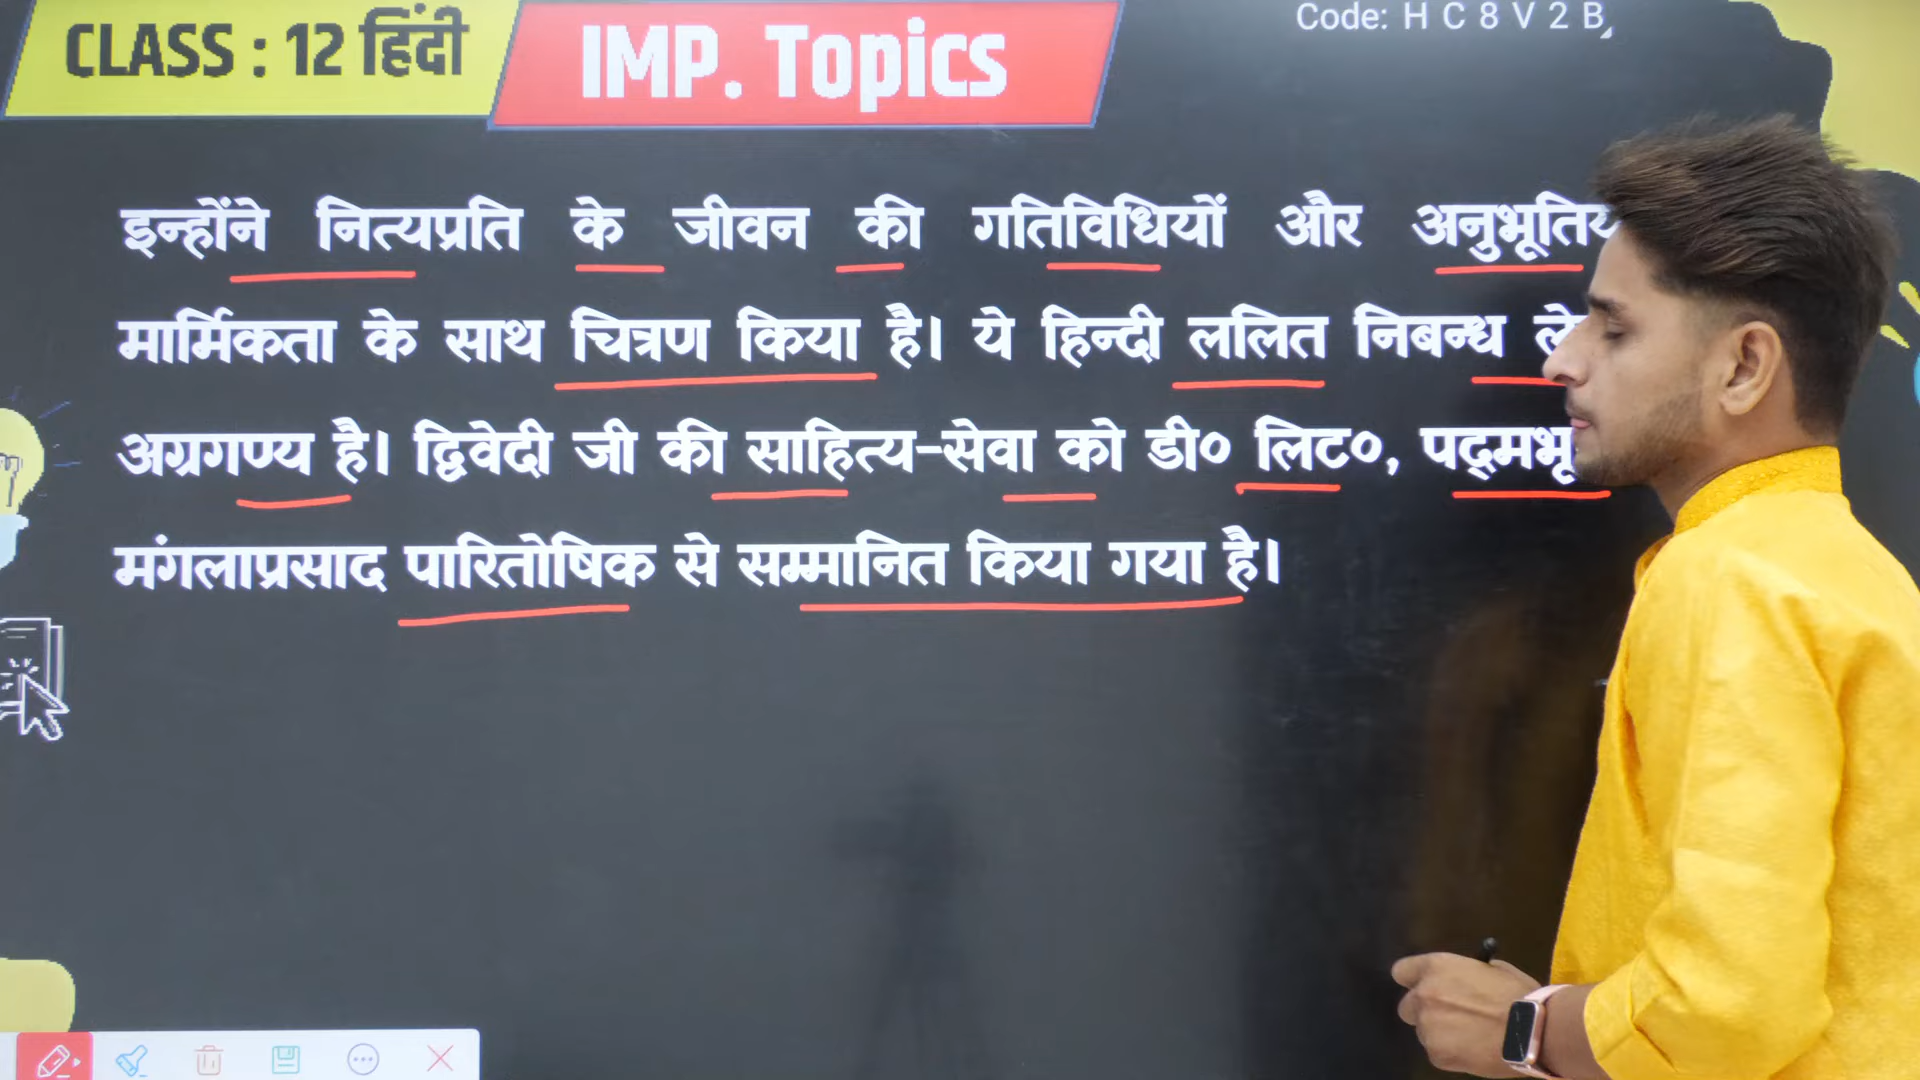 CLASS : 12 हिंदी
IMP. Topics
Code: H C 8 V 2 B
इन्होंने नित्यप्रति के जीवन की गतिविधियों और
मार्मिकता के साथ चित्रण किया है। ये हिन्दी ललित निबन्ध
अग्रगण्य है। द्विवेदी जी की साहित्य-सेवा को डी० लिट०,
मंगलाप्रसाद पारितोषिक से सम्मानित किया गया है।